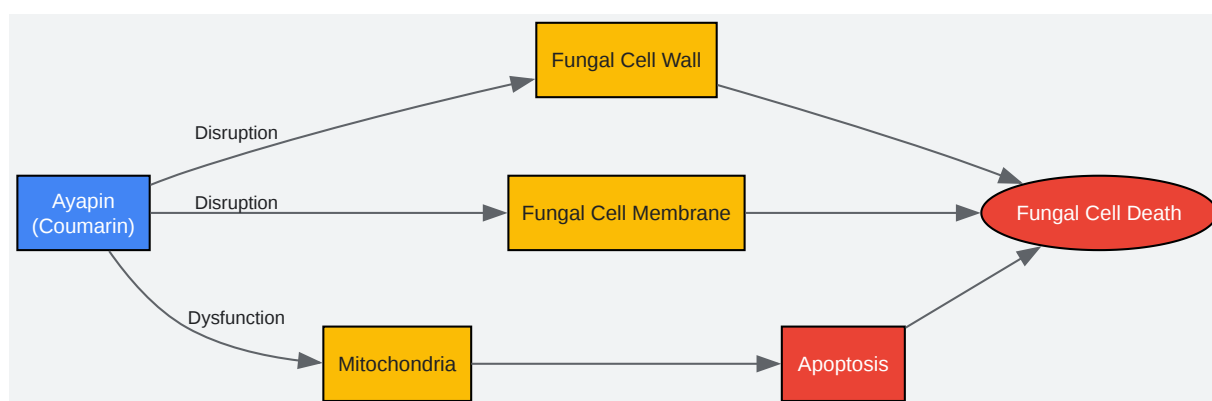 Fungal Cell Wall
Disruption
Ayapin
(Coumarin)
Disruption
Fungal Cell Membrane
Fungal Cell Death
Dysfunction
Mitochondria
Apoptosis